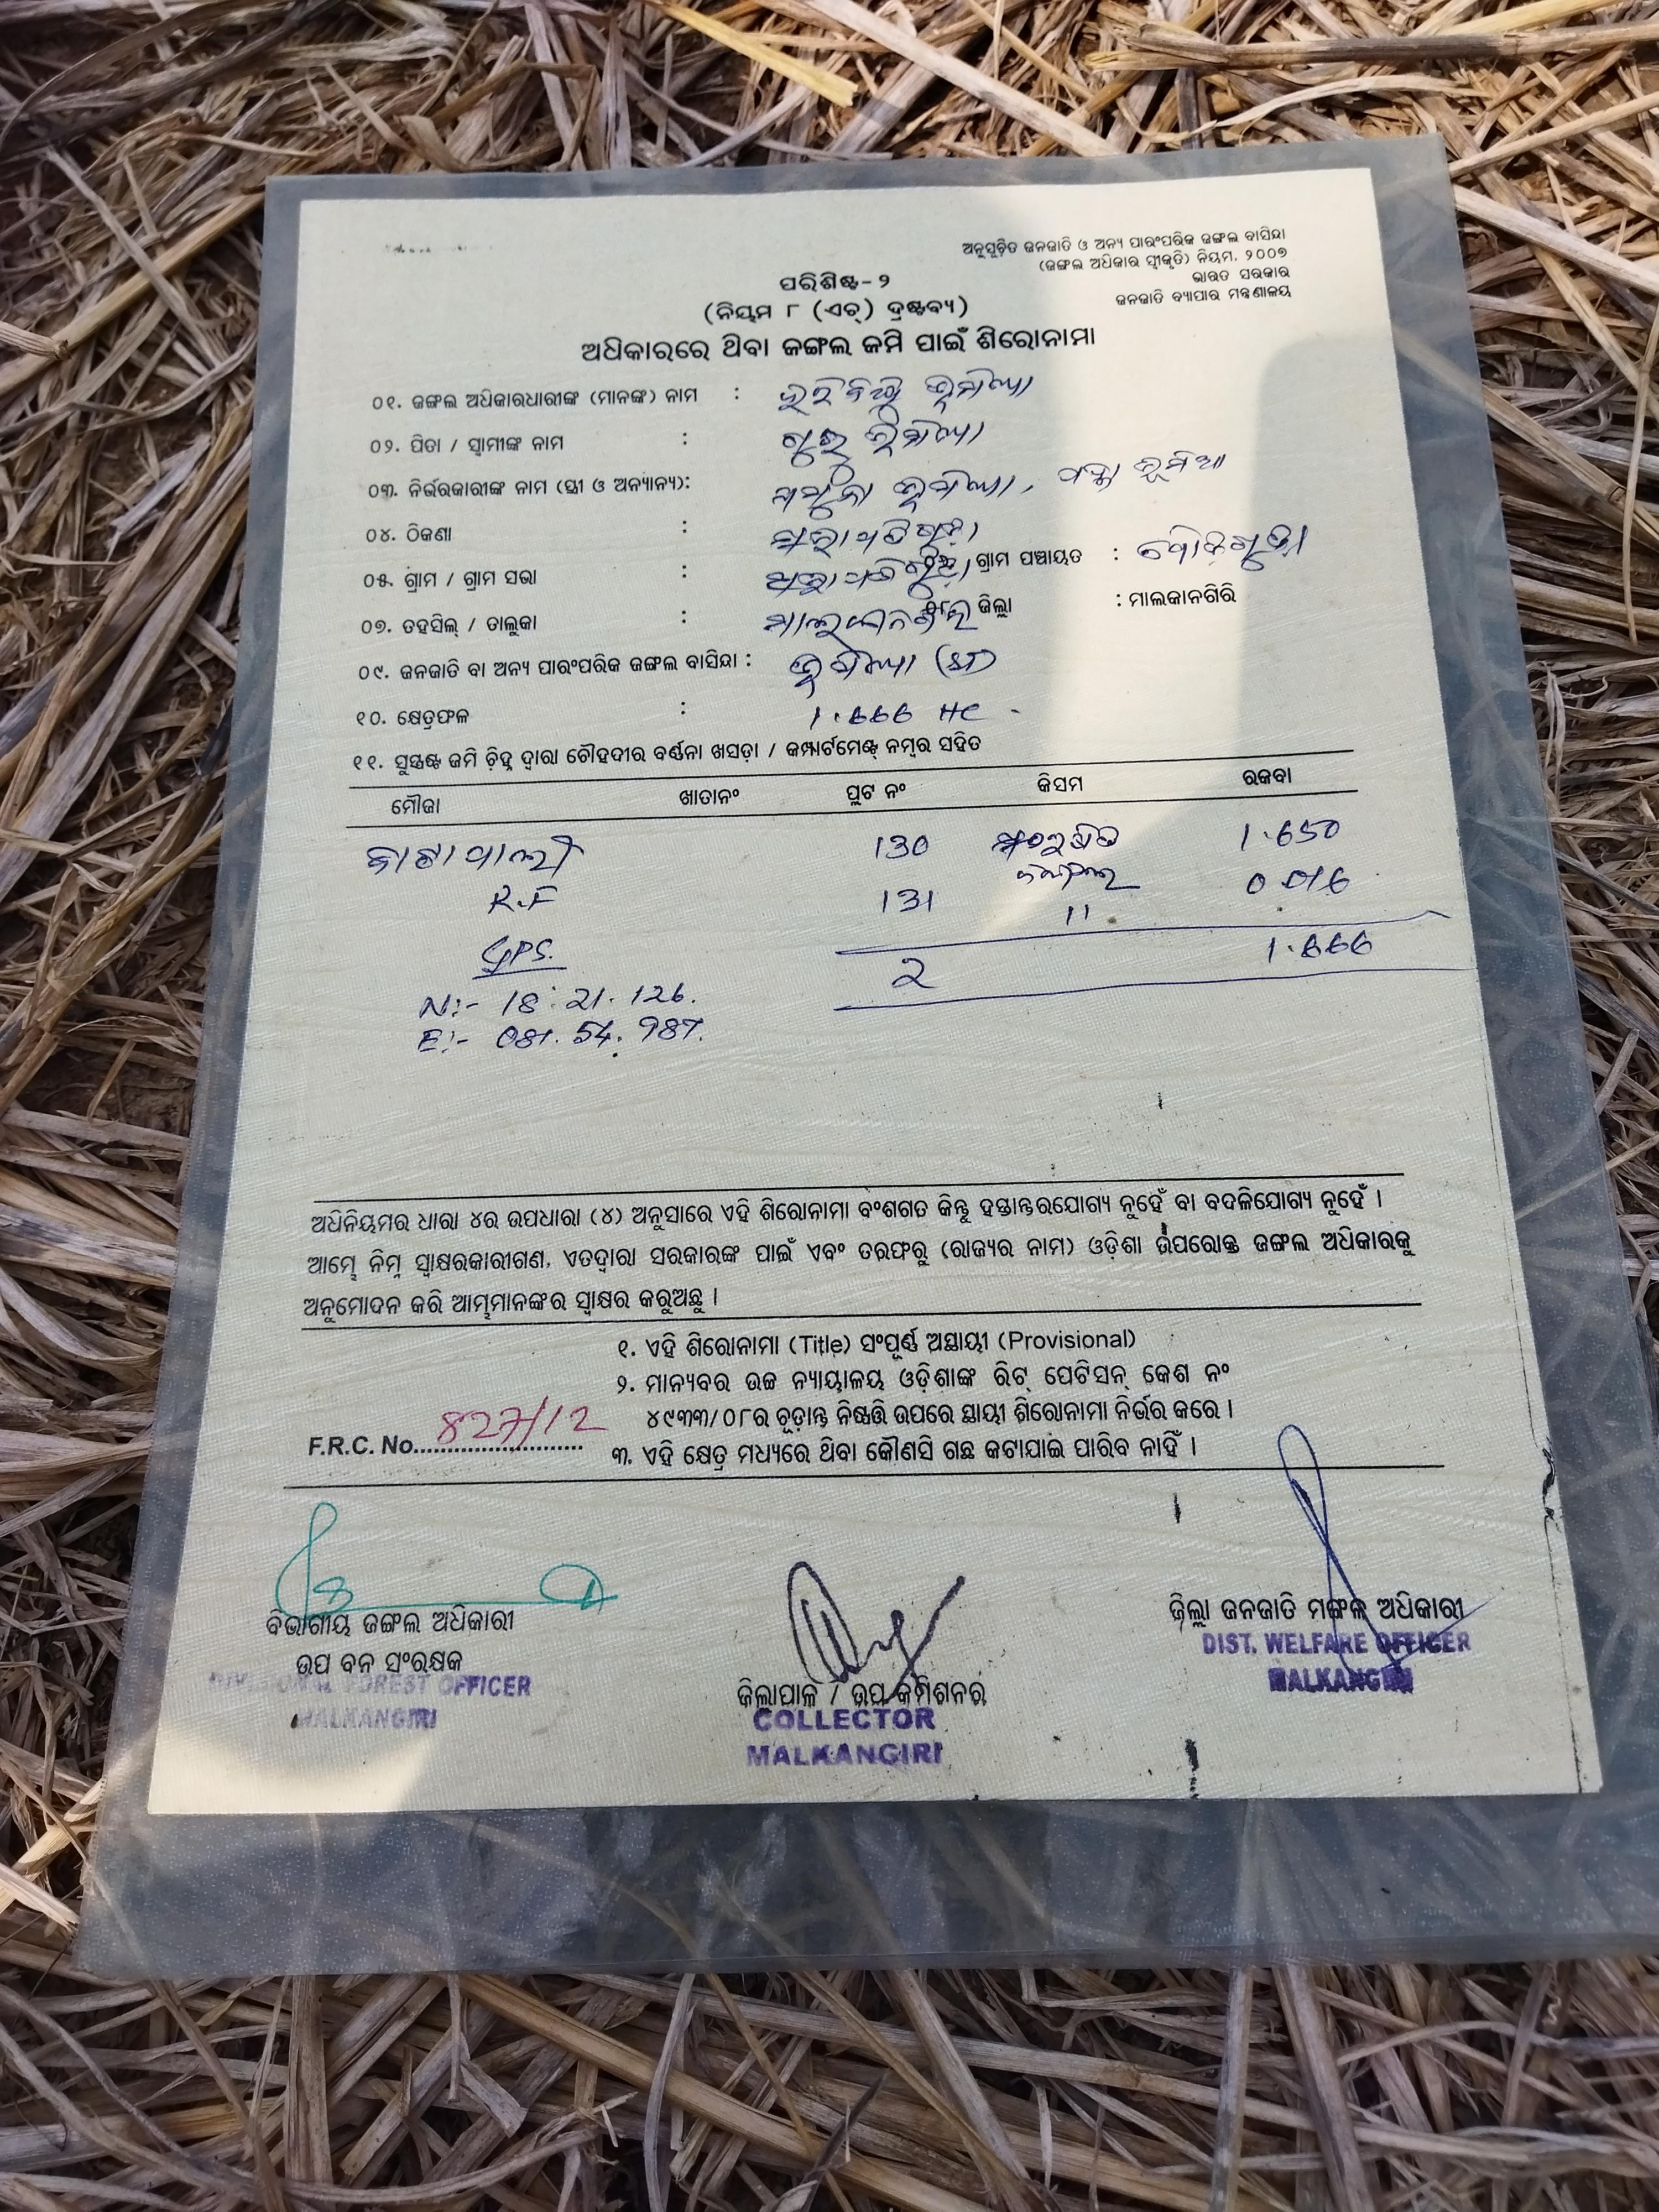 ଅନୁସୂଚିତ ଜନଜାତି ଓ ଅନ୍ୟ ପାରଂପରିକ ଜଙ୍ଗଲ ବାସିନ୍ଦା
(ଜଙ୍ଗଲ ଅଧିକାର ସ୍ୱୀକୃତି) ନିୟମ, ୨୦୦୭
ଭାରତ ସରକାର
ଜନଜାତି ବ୍ୟାପାର ମନ୍ତ୍ରଣାଳୟ
ପରିଶିଷ୍ଟ-୨
(ନିୟମ ୮ (ଏଚ୍) ଦ୍ରଷ୍ଟବ୍ୟ)
ଅଧିକାରରେ ଥିବା ଜଙ୍ଗଲ ଜମି ପାଇଁ ଶିରୋନାମା
୦୧. ଜଙ୍ଗଲ ଅଧିକାରଧାରୀଙ୍କ (ମାନଙ୍କ) ନାମ :
୦୨. ପିତା / ସ୍ୱାମୀଙ୍କ ନାମ :
୦୩. ନିର୍ଭରକାରୀଙ୍କ ନାମ (ସ୍ତ୍ରୀ ଓ ଅନ୍ୟାନ୍ୟ):
୦୪. ଠିକଣା :
୦୫. ଗ୍ରାମ / ଗ୍ରାମ ସଭା : ଗ୍ରାମ ପଞ୍ଚାୟତ :
୦୭. ତହସିଲ୍ / ତାଲୁକା : ୦୮. ଜିଲ୍ଲା : ମାଲକାନଗିରି
୦୯. ଜନଜାତି ବା ଅନ୍ୟ ପାରଂପରିକ ଜଙ୍ଗଲ ବାସିନ୍ଦା : ଭୂମିଆ (ST)
୧୦. କ୍ଷେତ୍ରଫଳ : 1.666 HC
୧୧. ସୁସ୍ପଷ୍ଟ ଜମି ଚିହ୍ନ ଦ୍ୱାରା ଚୌହଦୀର ବର୍ଣ୍ଣନା ଖସଡ଼ା / କମ୍ପାର୍ଟମେଣ୍ଟ୍ ନମ୍ବର ସହିତ
ମୌଜା ଖାତାନଂ ପ୍ଲଟ ନଂ କିସମ ରକବା
130 1.650
R.F 131 11 0.016
GPS. 2 1.666
N:- 18 : 21. 126.
E:- 081. 54. 987.
ଅଧିନିୟମର ଧାରା ୪ର ଉପଧାରା (୪) ଅନୁସାରେ ଏହି ଶିରୋନାମା ବଂଶଗତ କିନ୍ତୁ ହସ୍ତାନ୍ତରଯୋଗ୍ୟ ନୁହେଁ ବା ବଦଳିଯୋଗ୍ୟ ନୁହେଁ ।
ଆମ୍ଭେ ନିମ୍ନ ସ୍ୱାକ୍ଷରକାରୀଗଣ, ଏତଦ୍ୱାରା ସରକାରଙ୍କ ପାଇଁ ଏବଂ ତରଫରୁ (ରାଜ୍ୟର ନାମ) ଓଡ଼ିଶା ଉପରୋକ୍ତ ଜଙ୍ଗଲ ଅଧିକାରକୁ
ଅନୁମୋଦନ କରି ଆମ୍ଭମାନଙ୍କର ସ୍ୱାକ୍ଷର କରୁଅଛୁ ।
୧. ଏହି ଶିରୋନାମା (Title) ସଂପୂର୍ଣ୍ଣ ଅସ୍ଥାୟୀ (Provisional)
୨. ମାନ୍ୟବର ଉଚ୍ଚ ନ୍ୟାୟାଳୟ ଓଡ଼ିଶାଙ୍କ ରିଟ୍ ପେଟିସନ୍ କେଶ ନଂ
୪୯୩୩/୦୮ର ଚୂଡ଼ାନ୍ତ ନିଷ୍ପତ୍ତି ଉପରେ ସ୍ଥାୟୀ ଶିରୋନାମା ନିର୍ଭର କରେ ।
F.R.C. No. 827/12
୩. ଏହି କ୍ଷେତ୍ର ମଧ୍ୟରେ ଥିବା କୌଣସି ଗଛ କଟାଯାଇ ପାରିବ ନାହିଁ ।
ବିଭାଗୀୟ ଜଙ୍ଗଲ ଅଧିକାରୀ
ଉପ ବନ ସଂରକ୍ଷକ
DIVISIONAL FOREST OFFICER
MALKANGIRI
ଜିଲ୍ଲାପାଳ / ଉପ କମିଶନର
COLLECTOR
MALKANGIRI
ଜିଲ୍ଲା ଜନଜାତି ମଙ୍ଗଳ ଅଧିକାରୀ
DIST. WELFARE OFFICER
MALKANGIRI